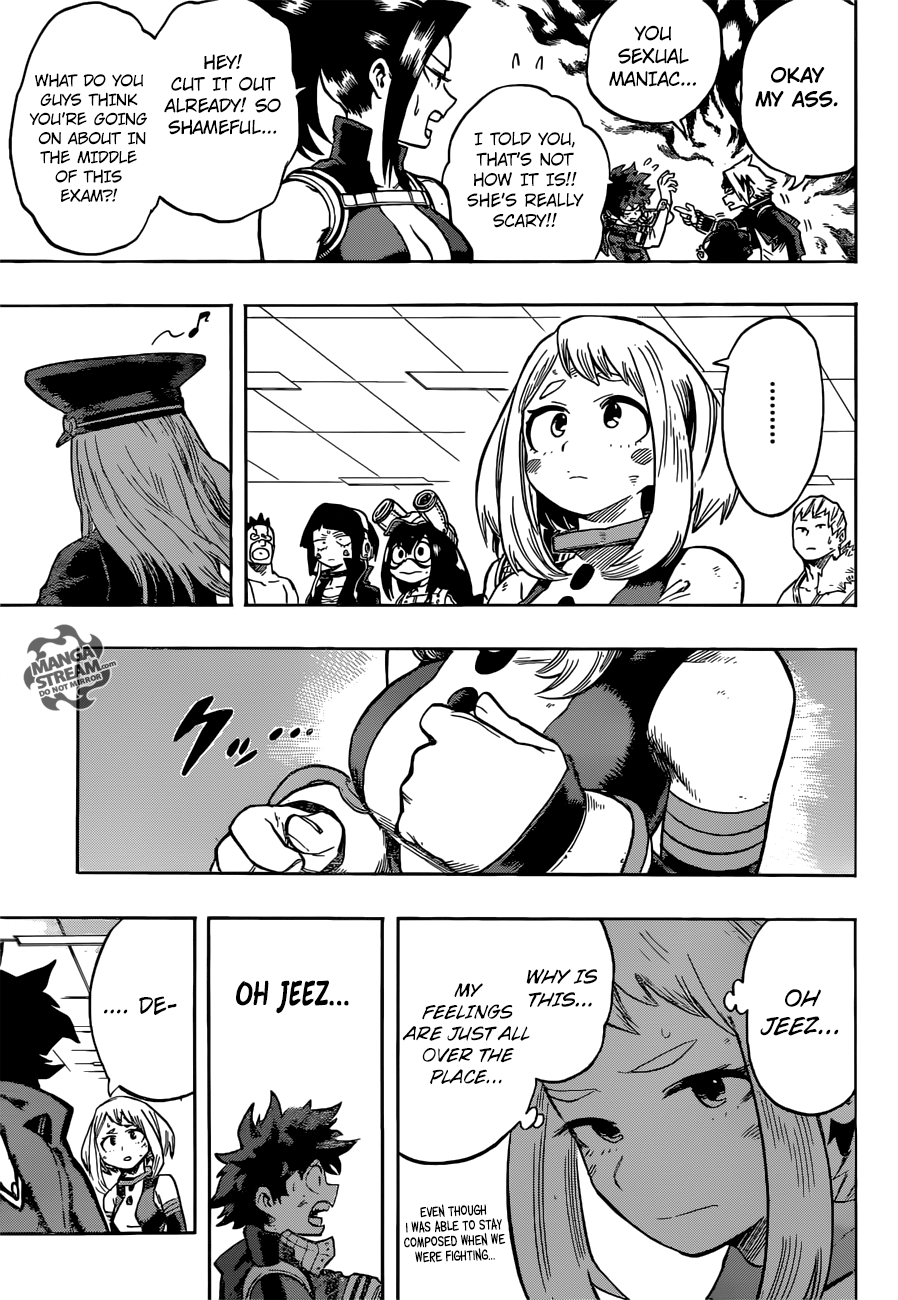 OKAY
MY ASS.
YOU
SEXUAL
MANIAC...
I TOLD YOU,
THAT'S NOT
HOW IT IS!!
SHE'S REALLY
SCARY!!
HEY!
CUT IT OUT
ALREADY! SO
SHAMEFUL...
WHAT DO YOU
GUYS THINK
YOU'RE GOING
ON ABOUT IN
THE MIDDLE
OF THIS
EXAM?!
.........
MANGA
STREAM.com
DO NOT MIRROR
クッ…
OH
JEEZ...
WHY IS
THIS...
MY
FEELINGS
ARE JUST ALL
OVER THE
PLACE...
EVEN THOUGH
I WAS ABLE TO STAY
COMPOSED WHEN WE
WERE FIGHTING...
OH JEEZ...
.... DE-